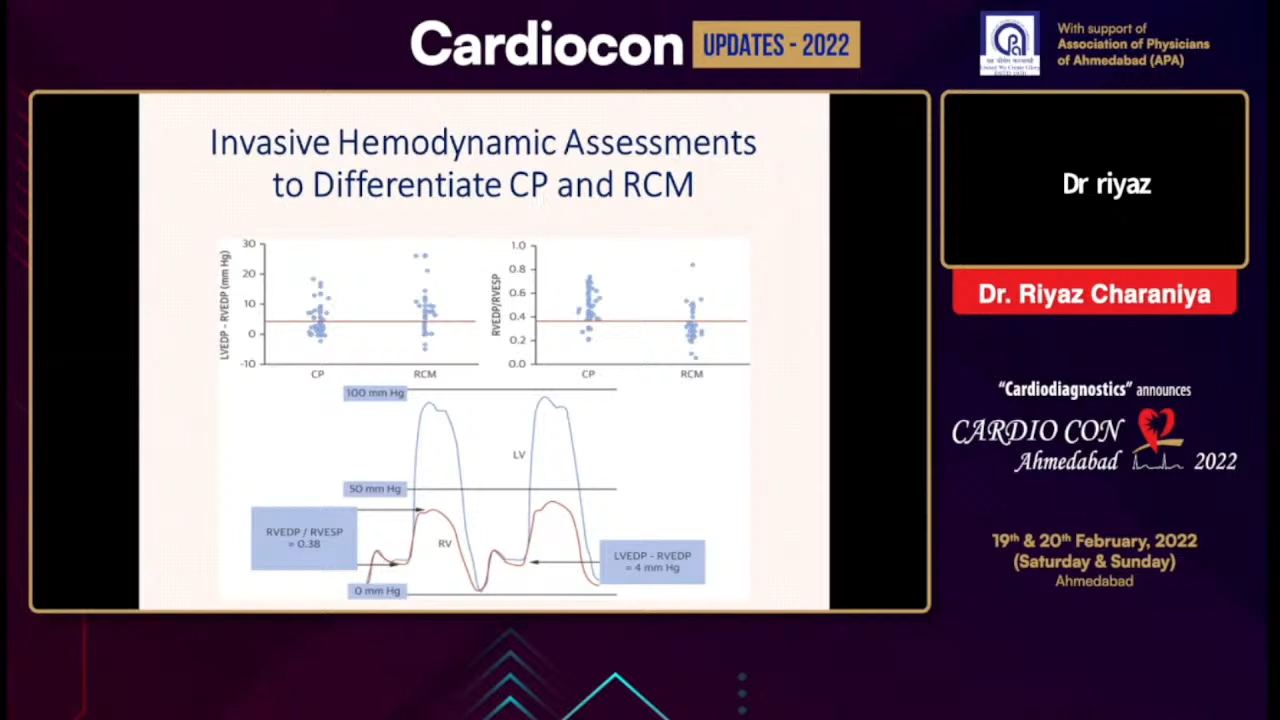 Cardiocon UPDATES - 2022
With support of
Association of Physicians
of Ahmedabad (APA)
Invasive Hemodynamic Assessments
to Differentiate CP and RCM
LVEDP - RVEDP (mm Hg)
30
20
10
0
-10
CP RCM
RVEDP/RVESP
1.0
0.8
0.6
0.4
0.2
0.0
CP RCM
100 mm Hg
LV
50 mm Hg
RVEDP / RVESP
= 0.38
RV
LVEDP - RVEDP
= 4 mm Hg
0 mm Hg
Dr riyaz
Dr. Riyaz Charaniya
“Cardiodiagnostics” announces
CARDIO CON
Ahmedabad 2022
19th & 20th February, 2022
(Saturday & Sunday)
Ahmedabad